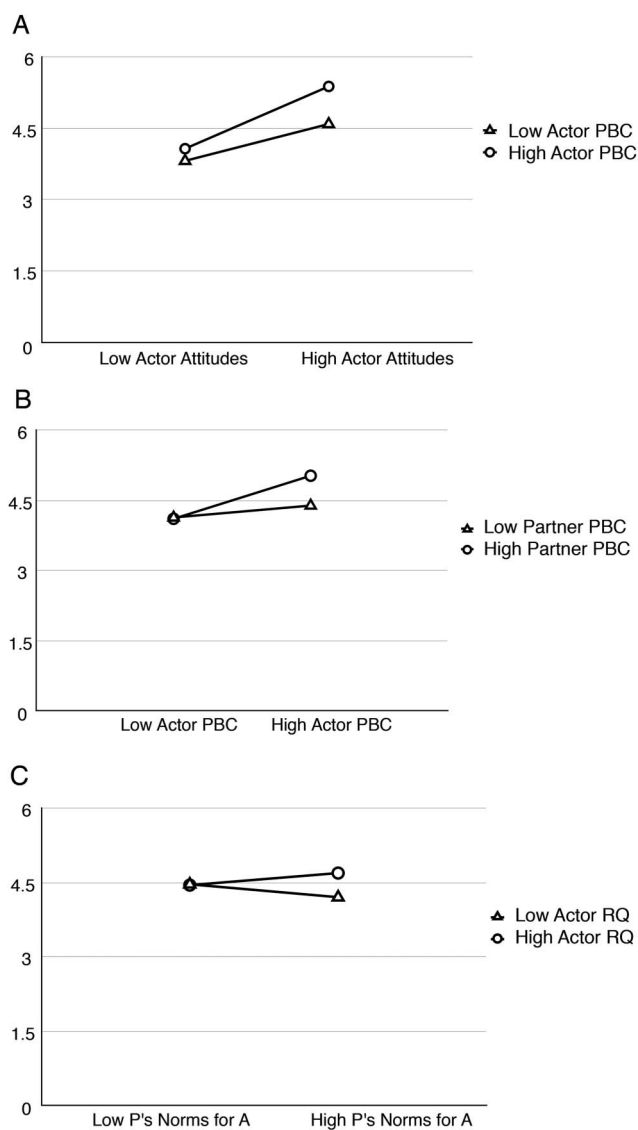 A
6
4.5
3
1.5
0
Low Actor Attitudes High Actor Attitudes
Low Actor PBC
High Actor PBC
B
6
4.5
3
1.5
0
Low Actor PBC High Actor PBC
Low Partner PBC
High Partner PBC
C
6
4.5
3
1.5
0
Low P's Norms for A High P's Norms for A
Low Actor RQ
High Actor RQ